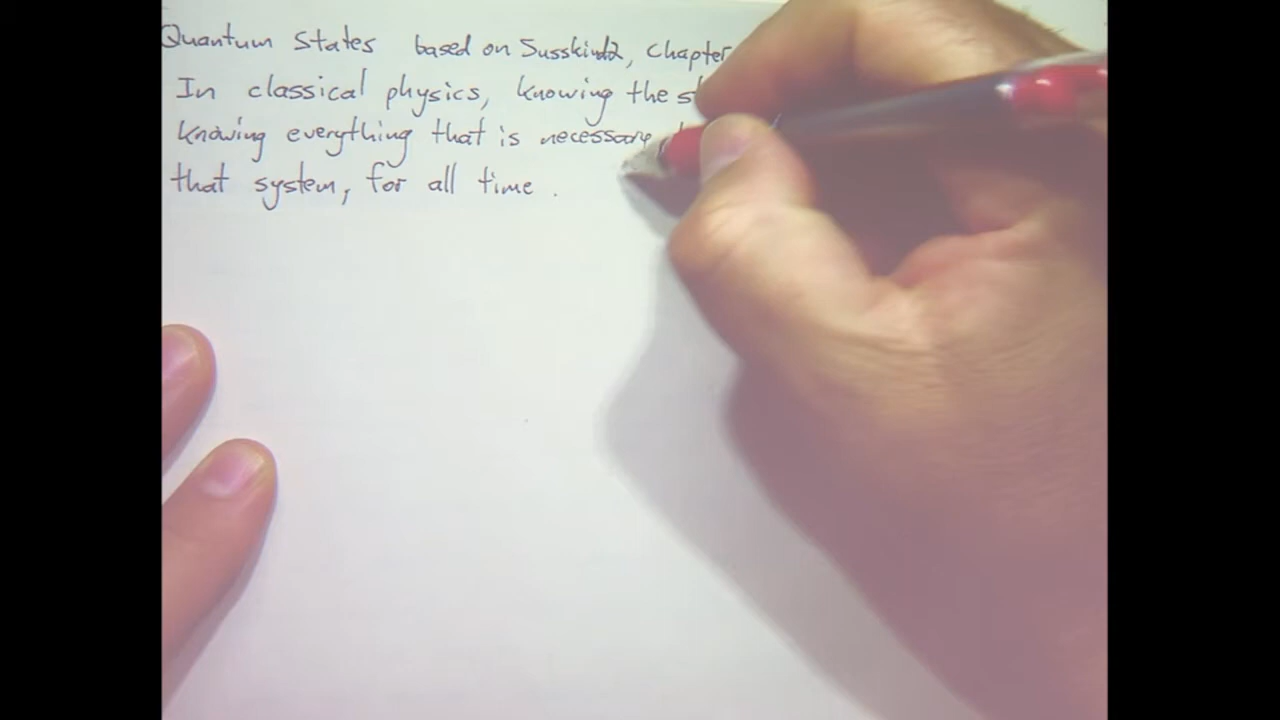 Quantum States based on Susskind2, Chapter
In classical physics, knowing the
knowing everything that is necessary
that system, for all time.